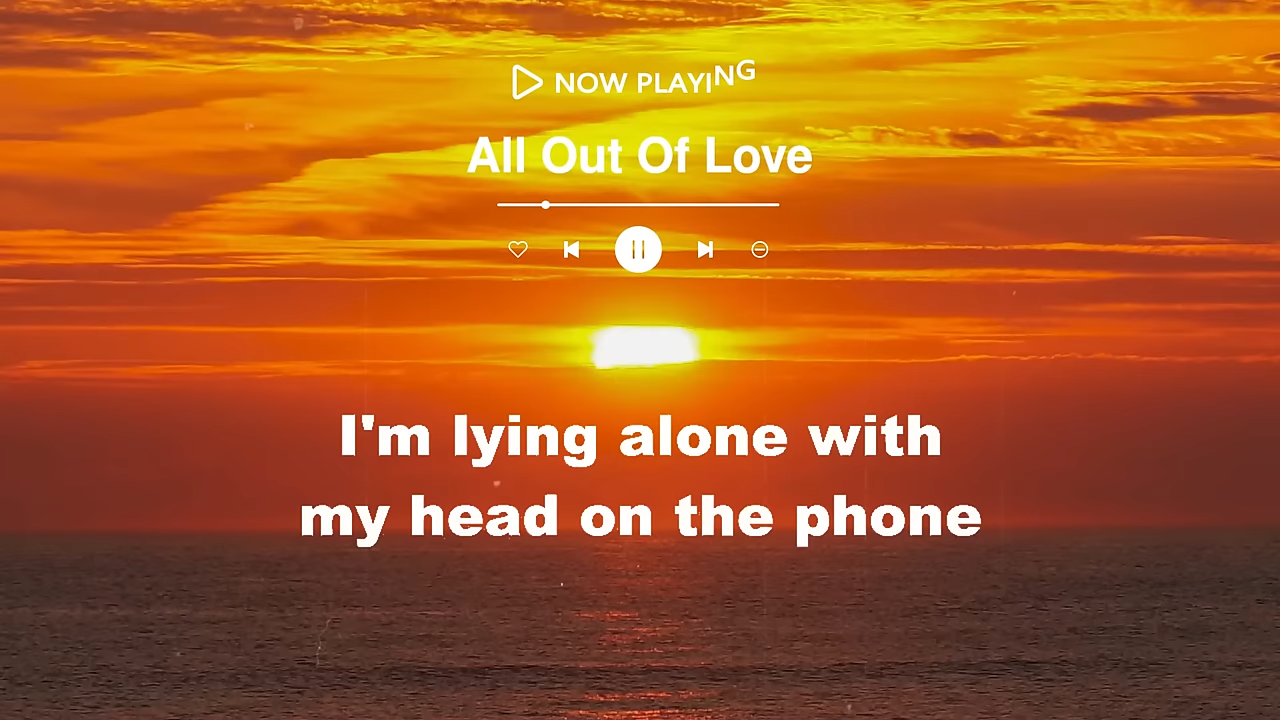 NOW PLAYING
All Out Of Love
I'm lying alone with
my head on the phone